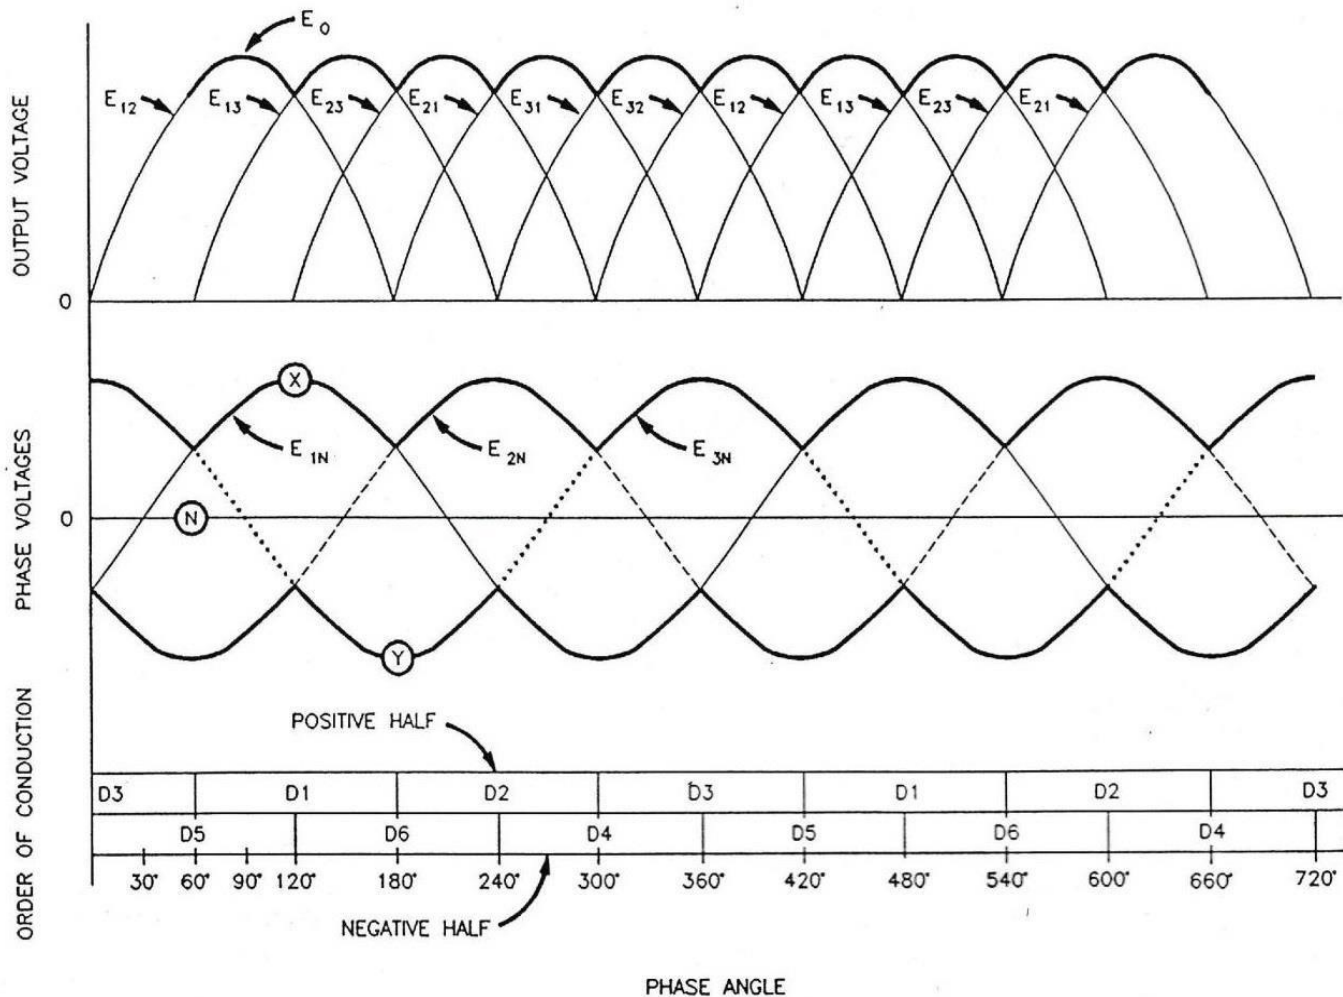 OUTPUT VOLTAGE
E0
E12 E13 E23 E21 E31 E32 E12 E13 E23 E21
0
PHASE VOLTAGES
X
E1N E2N E3N
0 N
Y
ORDER OF CONDUCTION
POSITIVE HALF
D3 D1 D2 D3 D1 D2 D3
D5 D6 D4 D5 D6 D4
30° 60° 90° 120° 180° 240° 300° 360° 420° 480° 540° 600° 660° 720°
NEGATIVE HALF
PHASE ANGLE